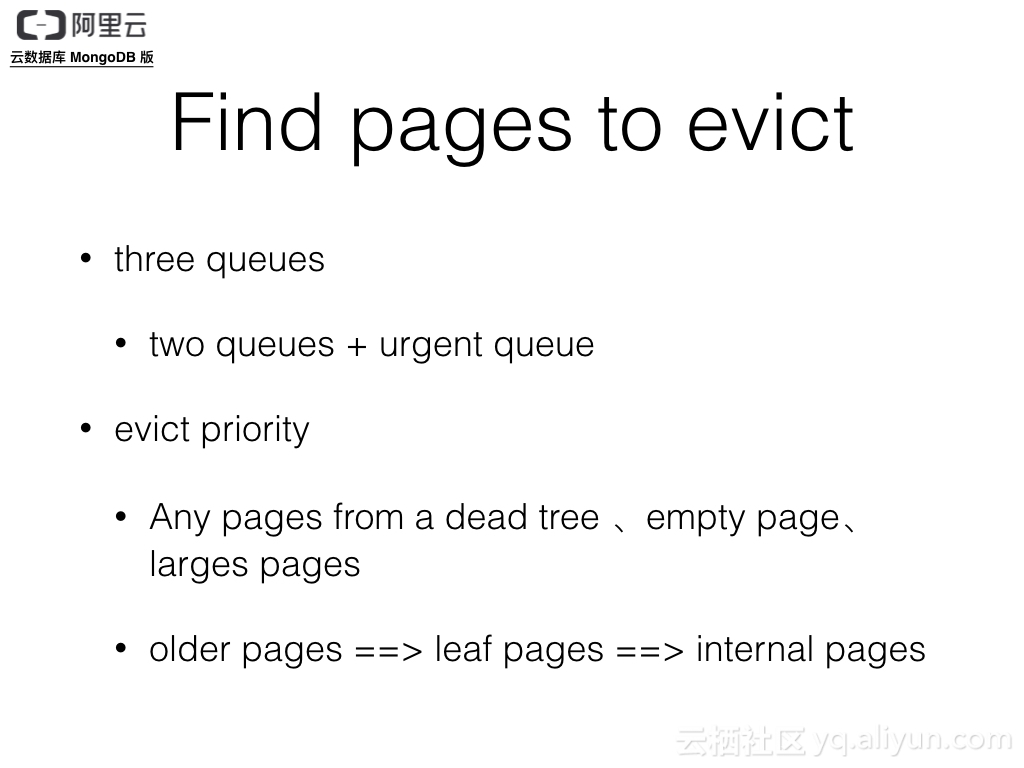 阿里云
云数据库 MongoDB 版
Find pages to evict
• three queues
• two queues + urgent queue
• evict priority
• Any pages from a dead tree 、empty page、
larges pages
• older pages ==> leaf pages ==> internal pages
云栖社区 yq.aliyun.com